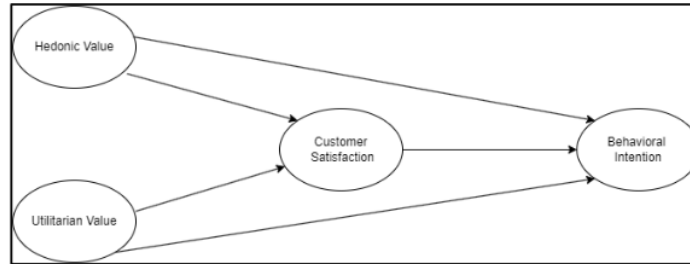 Hedonic Value
Customer
Satisfaction
Behavioral
Intention
Utilitarian Value